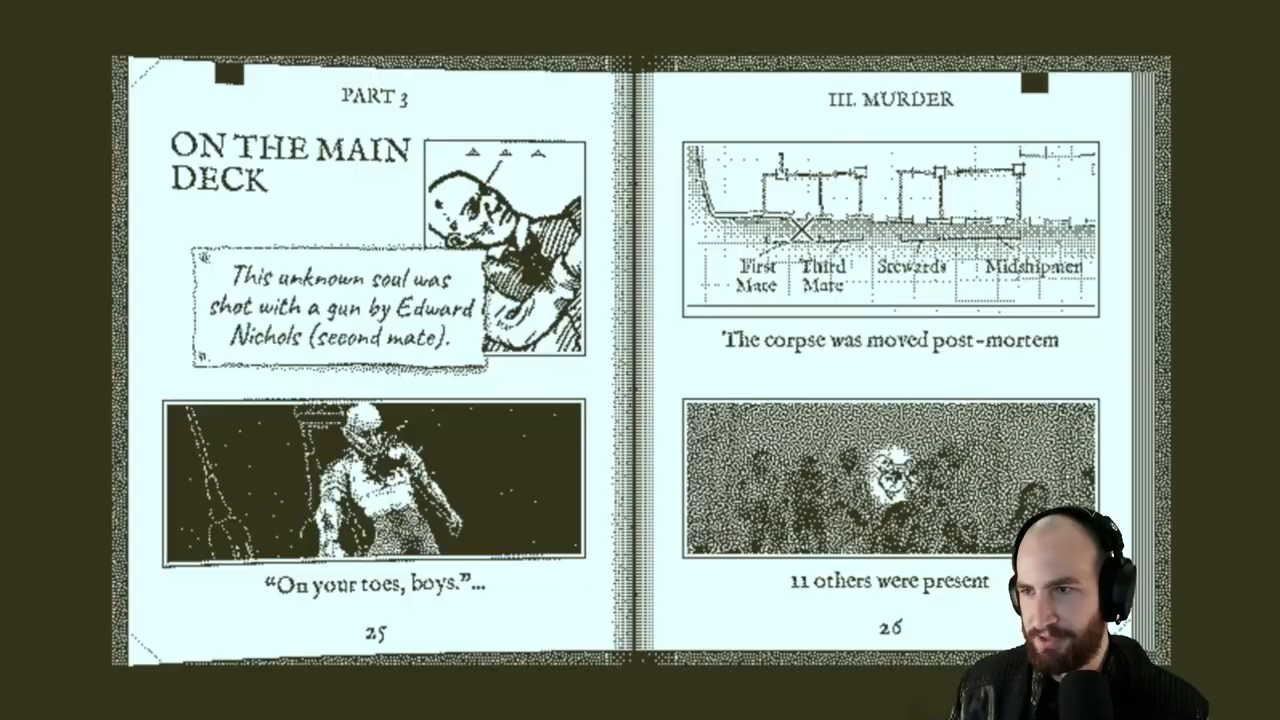 PART 3
ON THE MAIN
DECK
This unknown soul was
shot with a gun by Edward
Nichols (second mate).
"On your toes, boys."...
25
III. MURDER
First
Mate
Third
Mate
Stewards
Midshipmen
The corpse was moved post-mortem
11 others were present
26